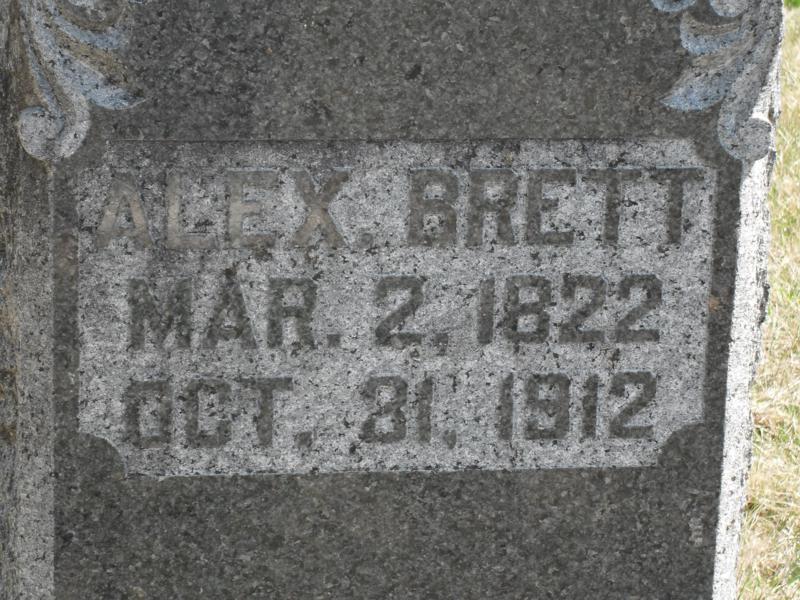 ALEX. BRETT
MAR. 2, 1822
OCT. 31, 1912